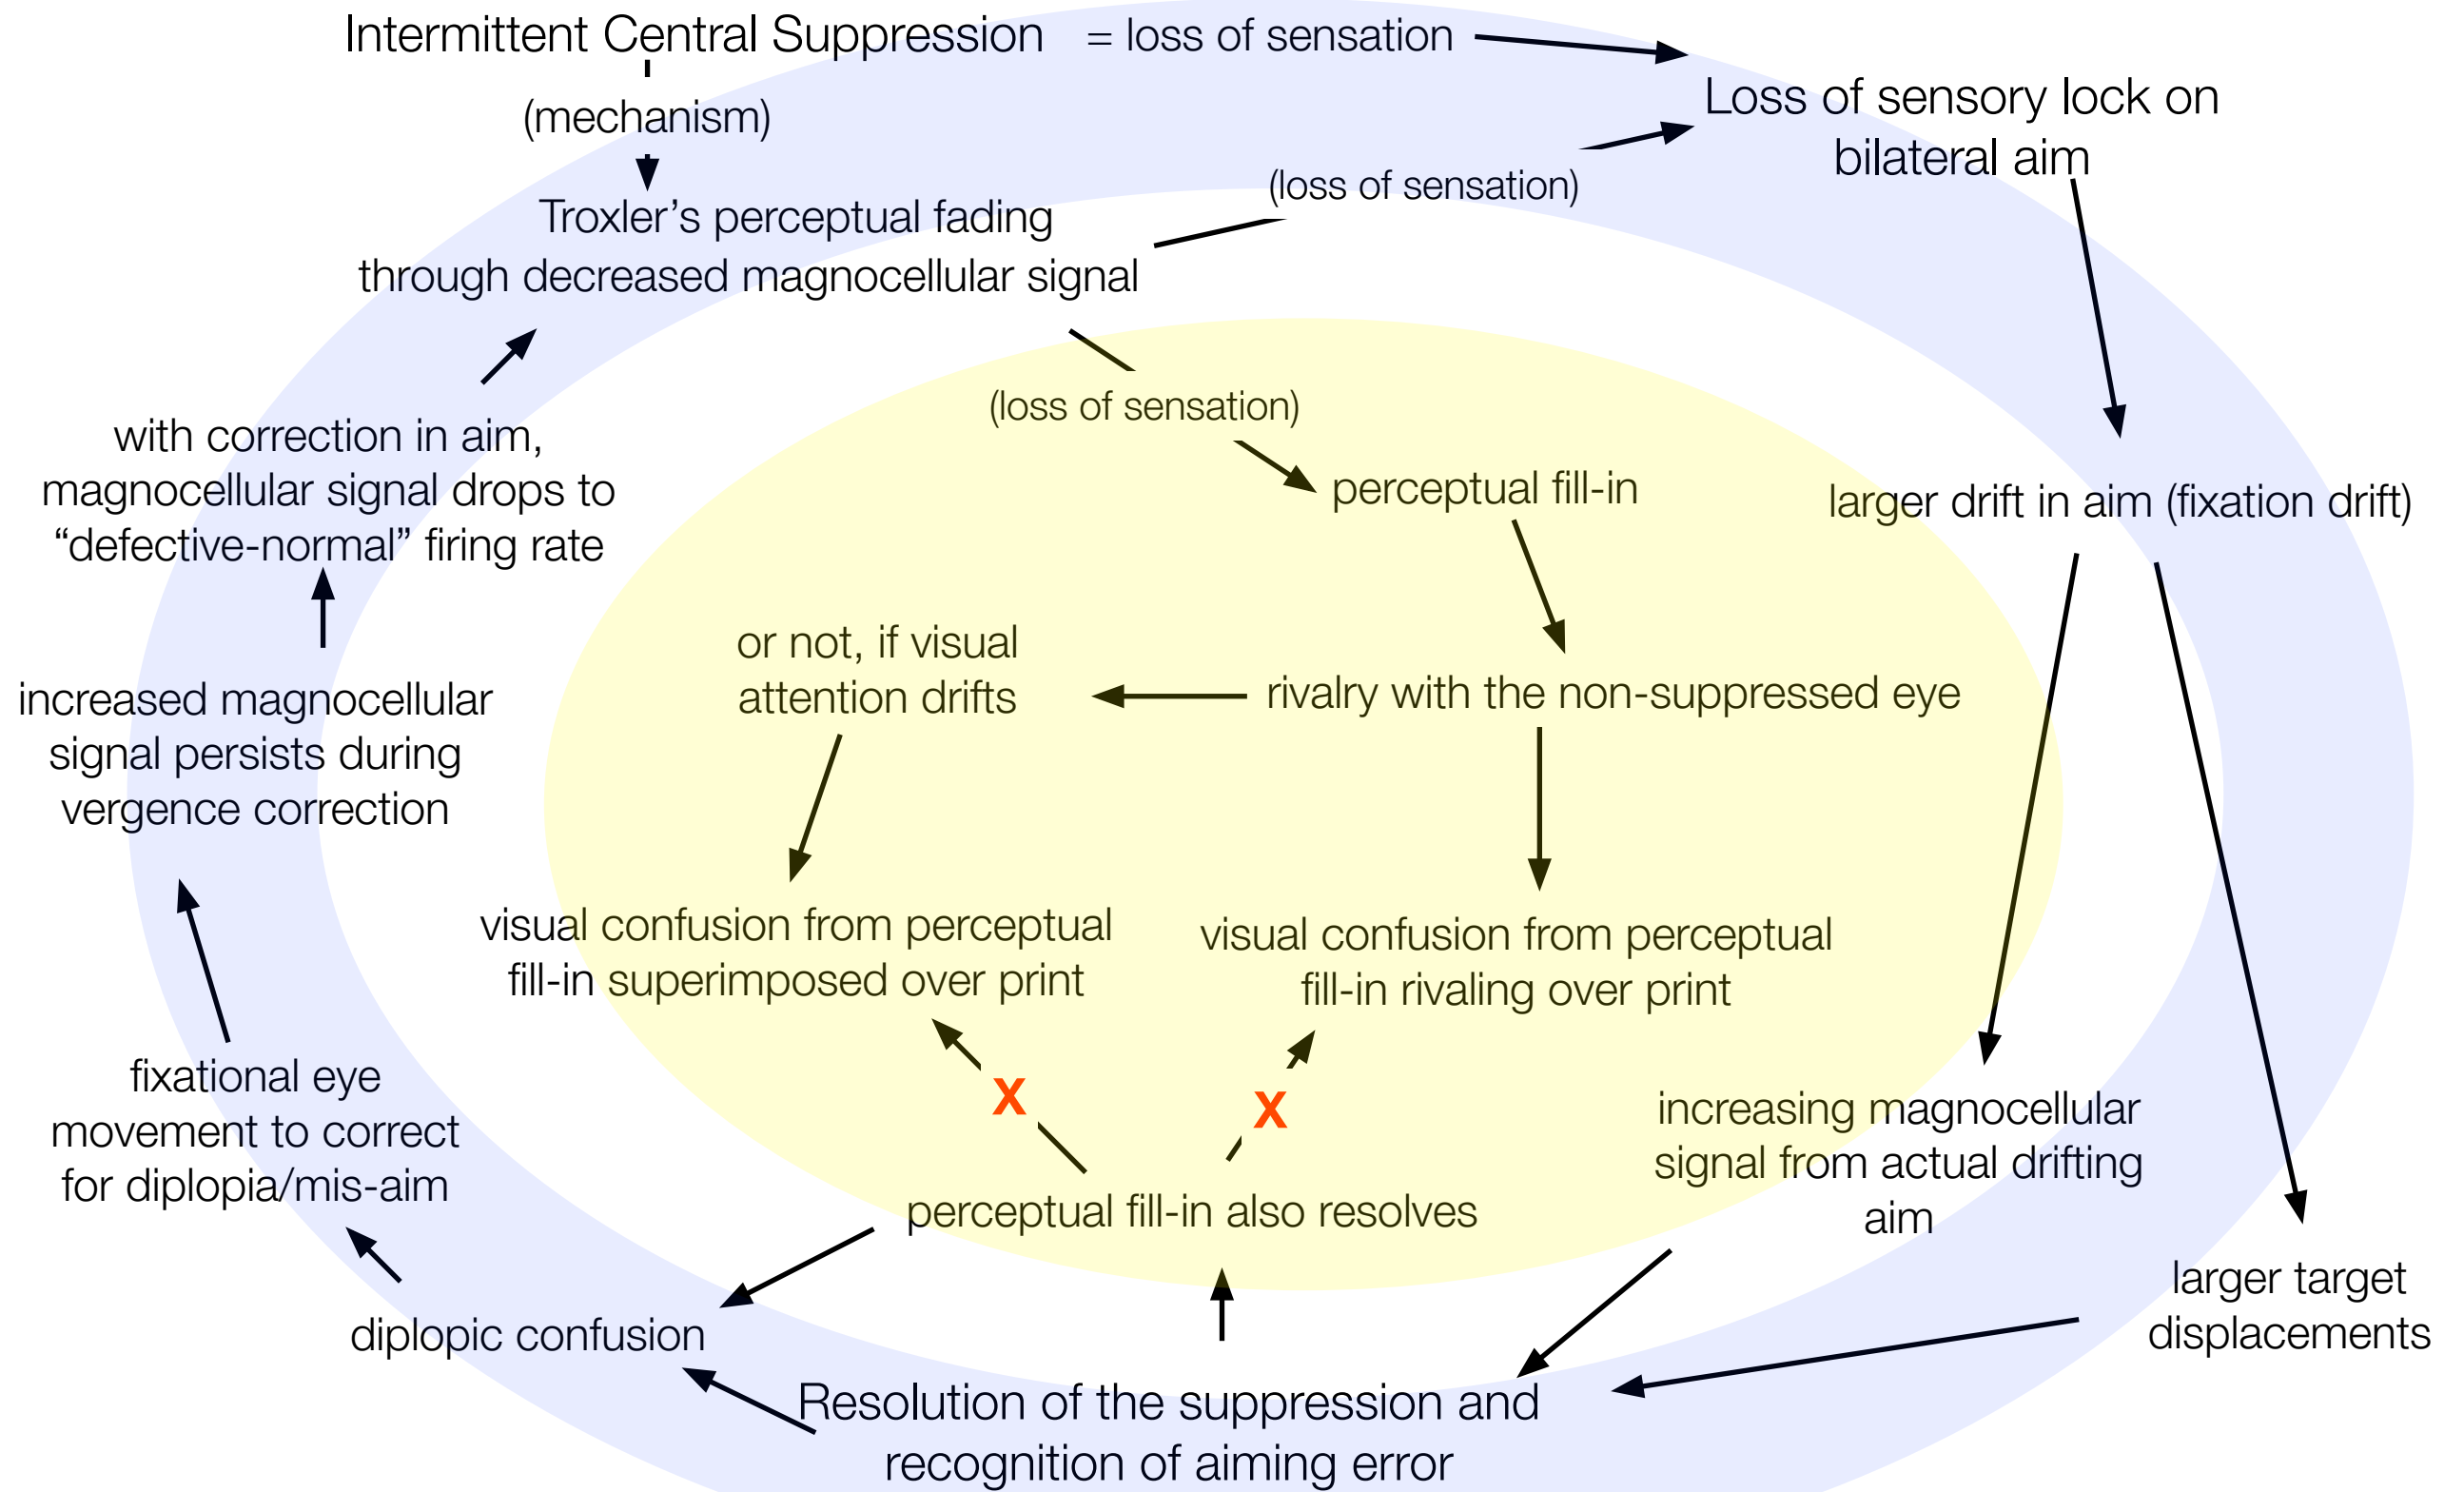 Intermittent Central Suppression = loss of sensation
(mechanism)
Troxler’s perceptual fading
through decreased magnocellular signal
(loss of sensation)
Loss of sensory lock on
bilateral aim
(loss of sensation)
perceptual fill-in
larger drift in aim (fixation drift)
with correction in aim,
magnocellular signal drops to
“defective-normal” firing rate
or not, if visual
attention drifts
rivalry with the non-suppressed eye
increased magnocellular
signal persists during
vergence correction
visual confusion from perceptual
fill-in superimposed over print
visual confusion from perceptual
fill-in rivaling over print
fixational eye
movement to correct
for diplopia/mis-aim
X
X
increasing magnocellular
signal from actual drifting
aim
perceptual fill-in also resolves
larger target
displacements
diplopic confusion
Resolution of the suppression and
recognition of aiming error